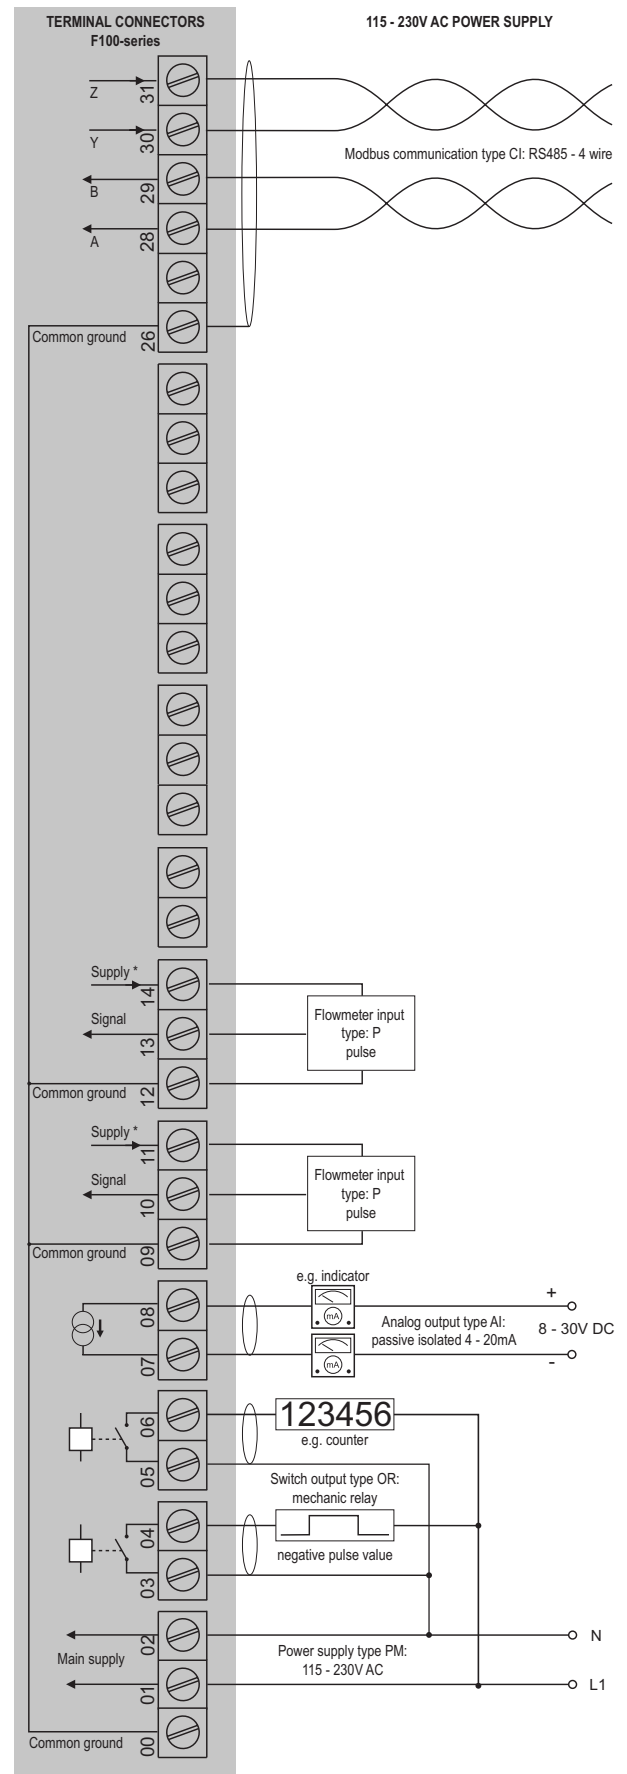 TERMINAL CONNECTORS
F100-series
115 - 230V AC POWER SUPPLY
Z
31
Y
30
Modbus communication type CI: RS485 - 4 wire
B
29
A
28
Common ground
26
Supply *
14
Signal
13
Flowmeter input
type: P
pulse
Common ground
12
Supply *
11
Signal
10
Flowmeter input
type: P
pulse
Common ground
09
e.g. indicator
08
mA
Analog output type AI:
passive isolated 4 - 20mA
+
8 - 30V DC
-
07
mA
06
123456
e.g. counter
05
Switch output type OR:
mechanic relay
04
negative pulse value
03
02
N
Main supply
Power supply type PM:
115 - 230V AC
01
L1
Common ground
00